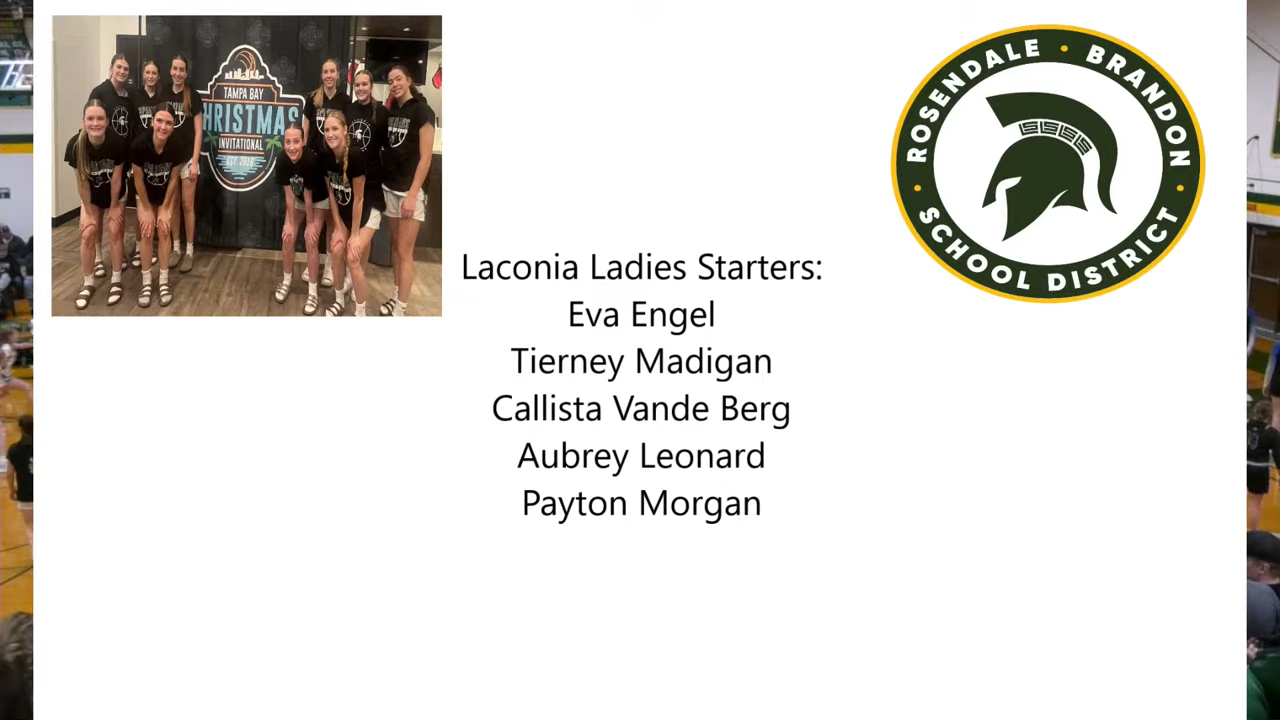 TAMPA BAY
CHRISTMAS
INVITATIONAL
ROSENDALE • BRANDON
SCHOOL DISTRICT
Laconia Ladies Starters:
Eva Engel
Tierney Madigan
Callista Vande Berg
Aubrey Leonard
Payton Morgan